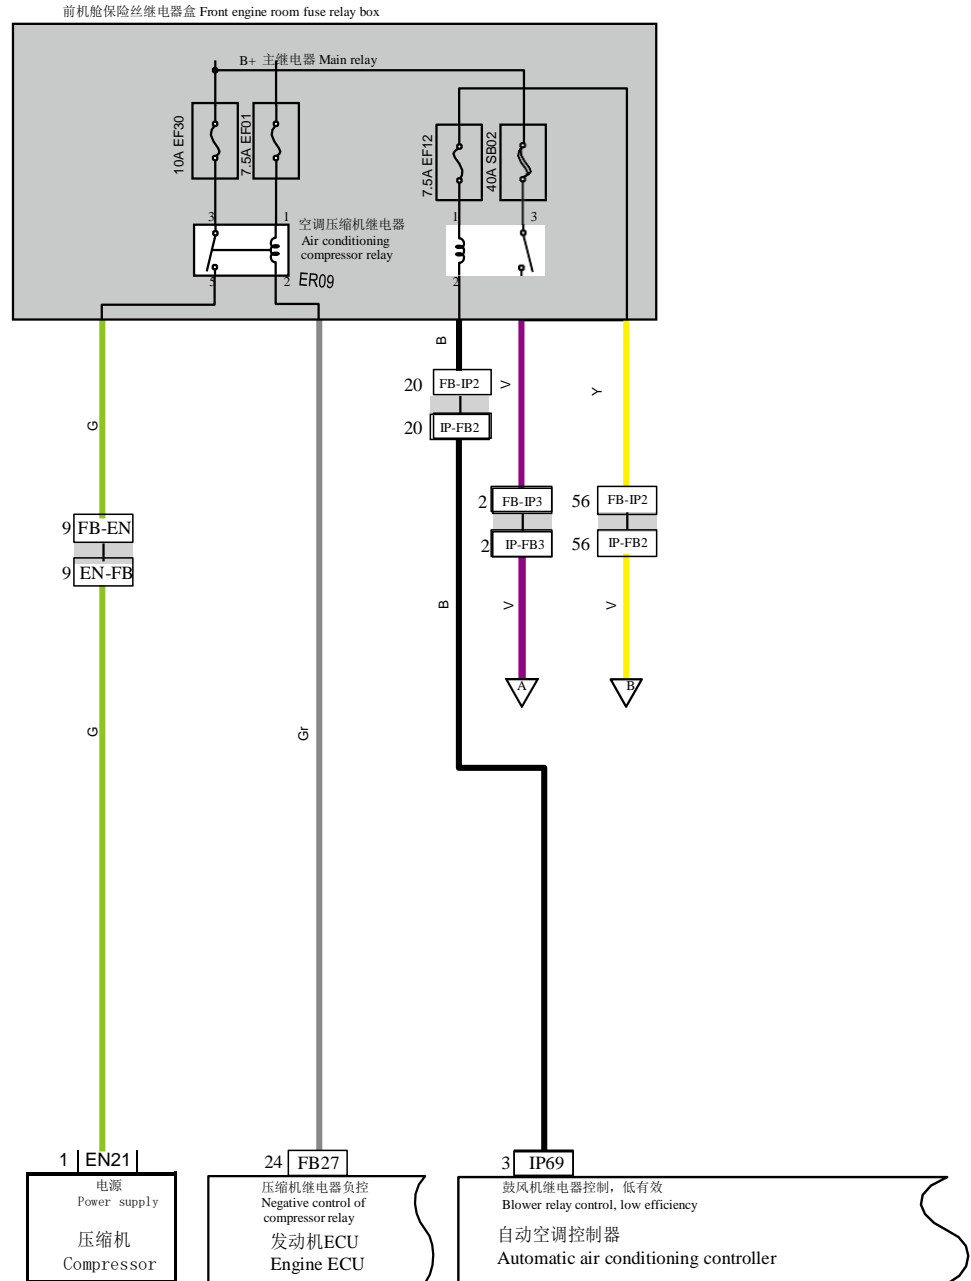 前机舱保险丝继电器盒 Front engine room fuse relay box
B+ 主继电器 Main relay
10A EF30
7.5A EF01
7.5A EF12
40A SB02
3
1
空调压缩机继电器
Air conditioning
compressor relay
5
2
ER09
1
3
2
B
20 FB-IP2
V
Y
20 IP-FB2
G
2 FB-IP3
56 FB-IP2
9 FB-EN
2 IP-FB3
56 IP-FB2
9 EN-FB
B
V
V
A
B
G
Gr
1 EN21
24 FB27
3 IP69
电源
Power supply
压缩机
Compressor
压缩机继电器负控
Negative control of
compressor relay
发动机ECU
Engine ECU
鼓风机继电器控制，低有效
Blower relay control, low efficiency
自动空调控制器
Automatic air conditioning controller